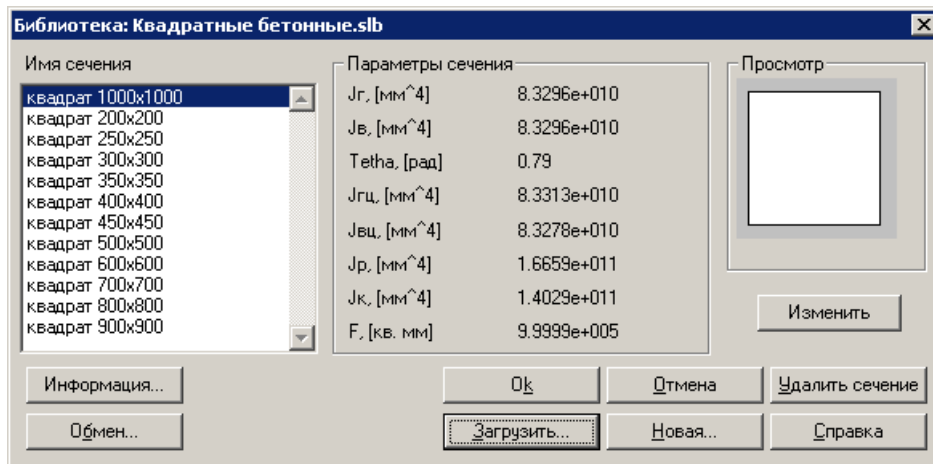 Библиотека: Квадратные бетонные.slb
Имя сечения
квадрат 1000x1000
квадрат 200x200
квадрат 250x250
квадрат 300x300
квадрат 350x350
квадрат 400x400
квадрат 450x450
квадрат 500x500
квадрат 600x600
квадрат 700x700
квадрат 800x800
квадрат 900x900
Параметры сечения
Jг, [мм^4] 8.3296e+010
Jв, [мм^4] 8.3296e+010
Tetha, [рад] 0.79
Jгц, [мм^4] 8.3313e+010
Jвц, [мм^4] 8.3278e+010
Jp, [мм^4] 1.6659e+011
Jк, [мм^4] 1.4029e+011
F, [кв. мм] 9.9999e+005
Просмотр
Изменить
Информация... Ok Отмена Удалить сечение
Обмен... Загрузить... Новая... Справка